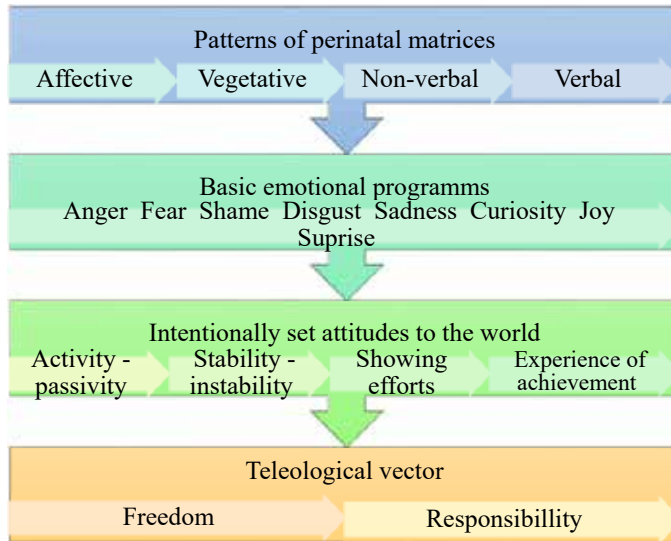 Patterns of perinatal matrices
Affective Vegetative Non-verbal Verbal
Basic emotional programms
Anger Fear Shame Disgust Sadness Curiosity Joy
Suprise
Intentionally set attitudes to the world
Activity - passivity
Stability - instability
Showing efforts
Experience of achievement
Teleological vector
Freedom Responsibillity